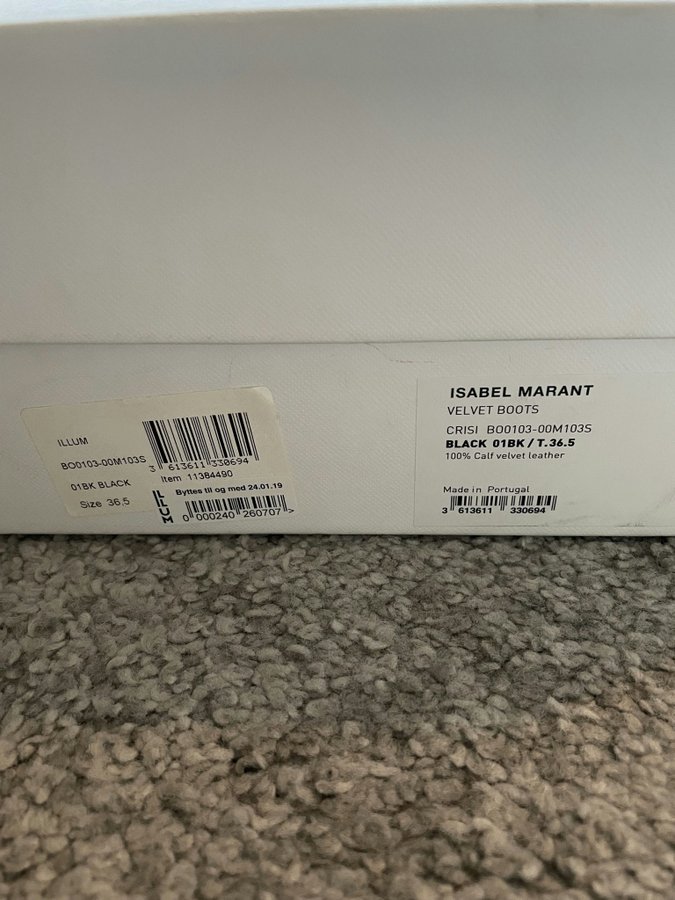 ILLUM
BO0103-00M103S
3 613611 330694
01BK BLACK
Item 11384490
Size 36,5
Byttes til og med 24.01.19
ILLUM
0 000240 260707 >
ISABEL MARANT
VELVET BOOTS
CRISI BO0103-00M103S
BLACK 01BK / T.36.5
100% Calf velvet leather
Made in Portugal
3 613611 330694